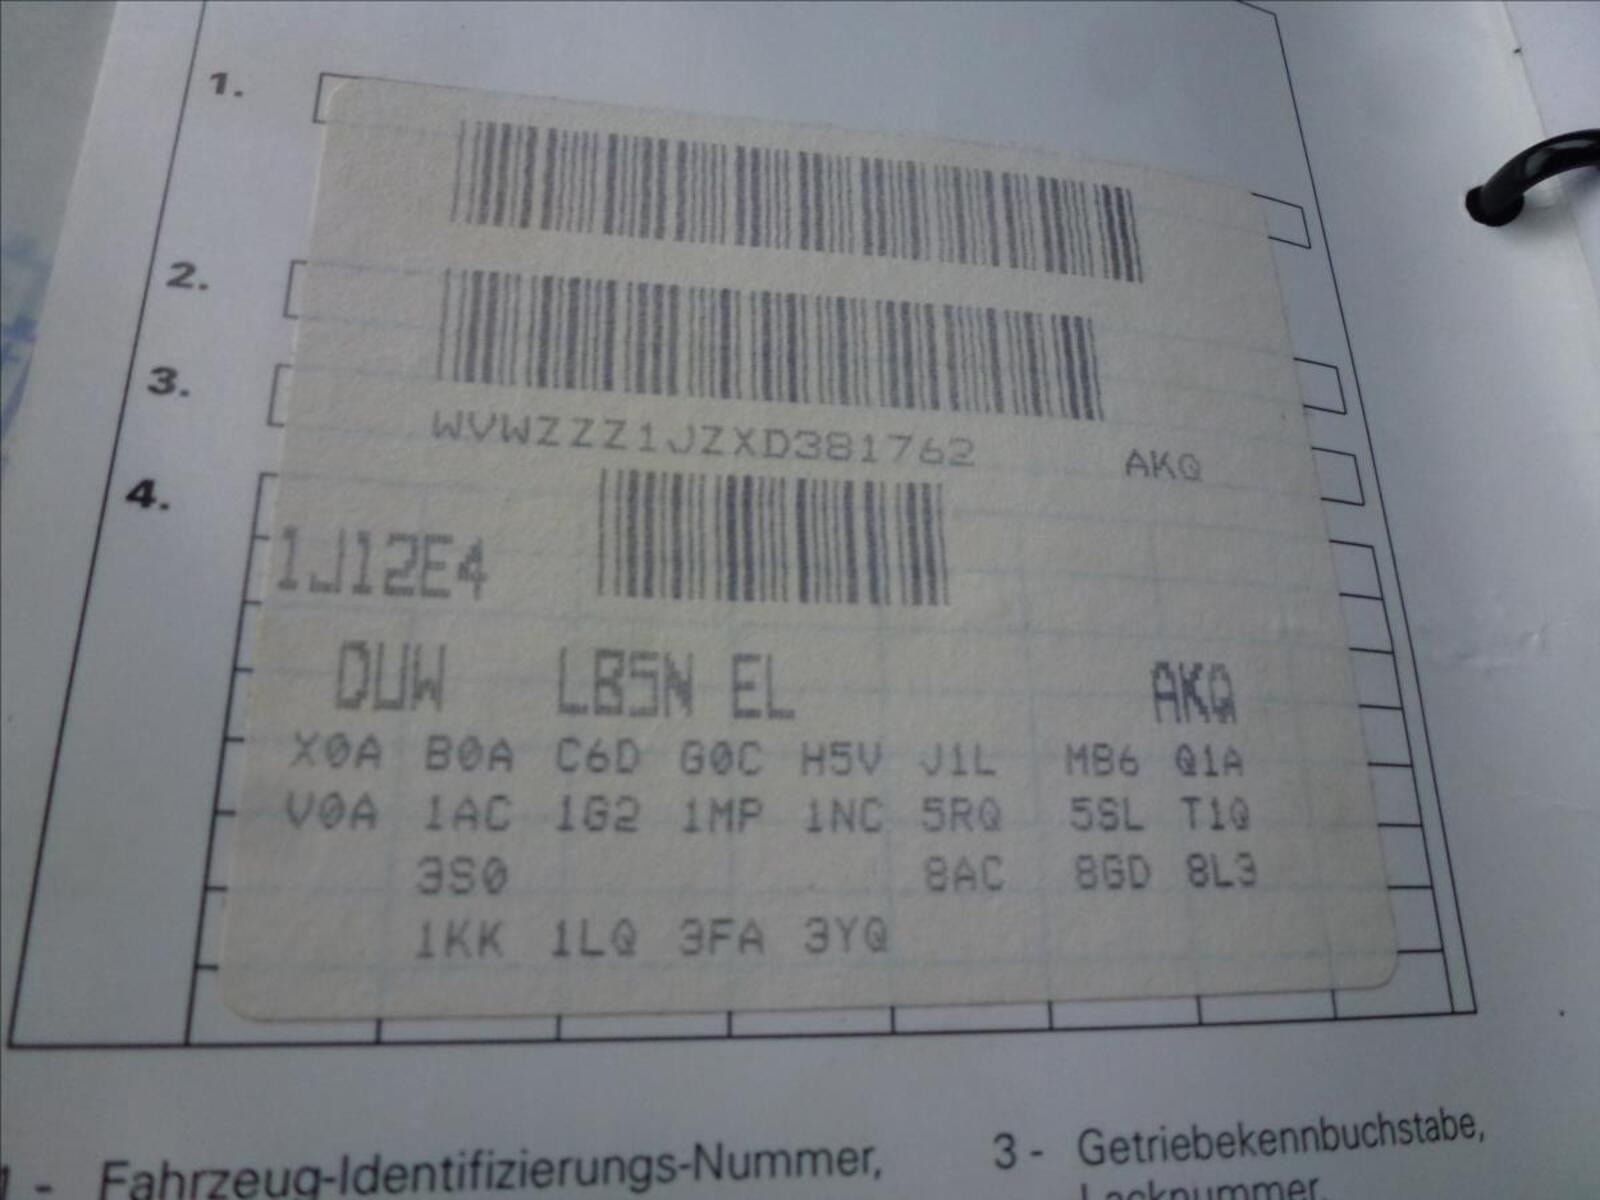 1.
2.
3.
WVWZZZ1JZXD381762 AKQ
4.
1J12E4
DUW LB5N EL AKQ
X0A B0A C6D G0C H5V J1L MB6 Q1A
V0A 1AC 1G2 1MP 1NC 5RQ 5SL T1Q
3S0 8AC 8GD 8L3
1KK 1LQ 3FA 3YQ
1 - Fahrzeug-Identifizierungs-Nummer,
3 - Getriebekennbuchstabe,
Lacknummer